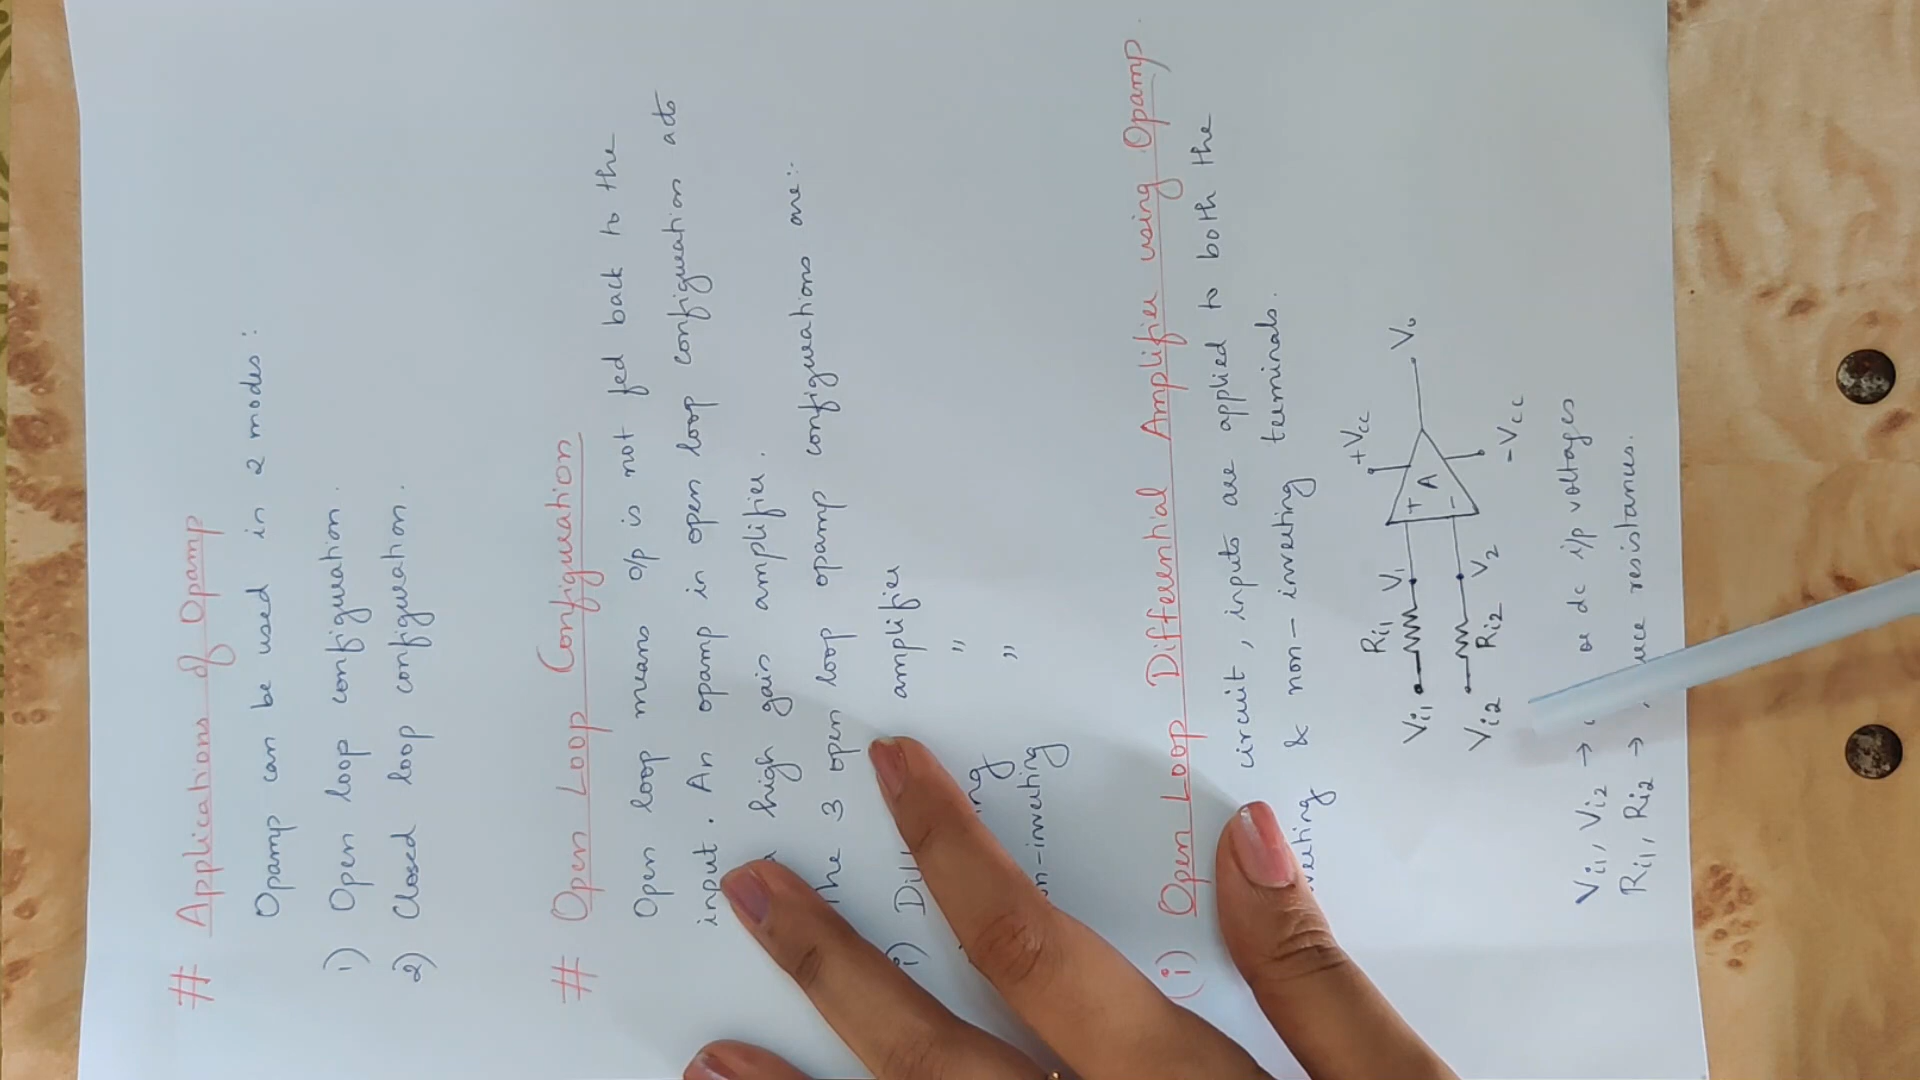 # Applications of Opamp
Opamp can be used in 2 modes:
1) Open loop configuration.
2) Closed loop configuration.
# Open Loop Configuration
Open loop means o/p is not fed back to the
input. An opamp in open loop configuration acts
a high gain amplifier.
3 open loop opamp configurations are:
i) amplifier
"
"
(i) Open Loop Differential Amplifier using Opamp.
circuit, inputs are applied to both the
& non-inverting terminals.
+Vcc
Ri1 V1
Vi1 + A Vo
Vi2 -
Ri2 V2
-Vcc
Vi1, Vi2 → or dc i/p voltages
Ri1, Ri2 → resistances.